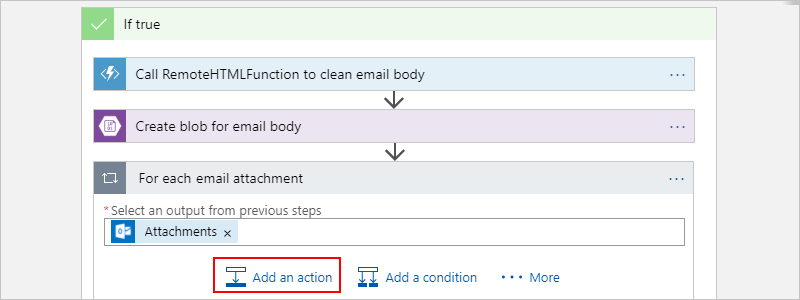 If true
Call RemoteHTMLFunction to clean email body
Create blob for email body
For each email attachment
*Select an output from previous steps
Attachments ×
Add an action Add a condition ··· More